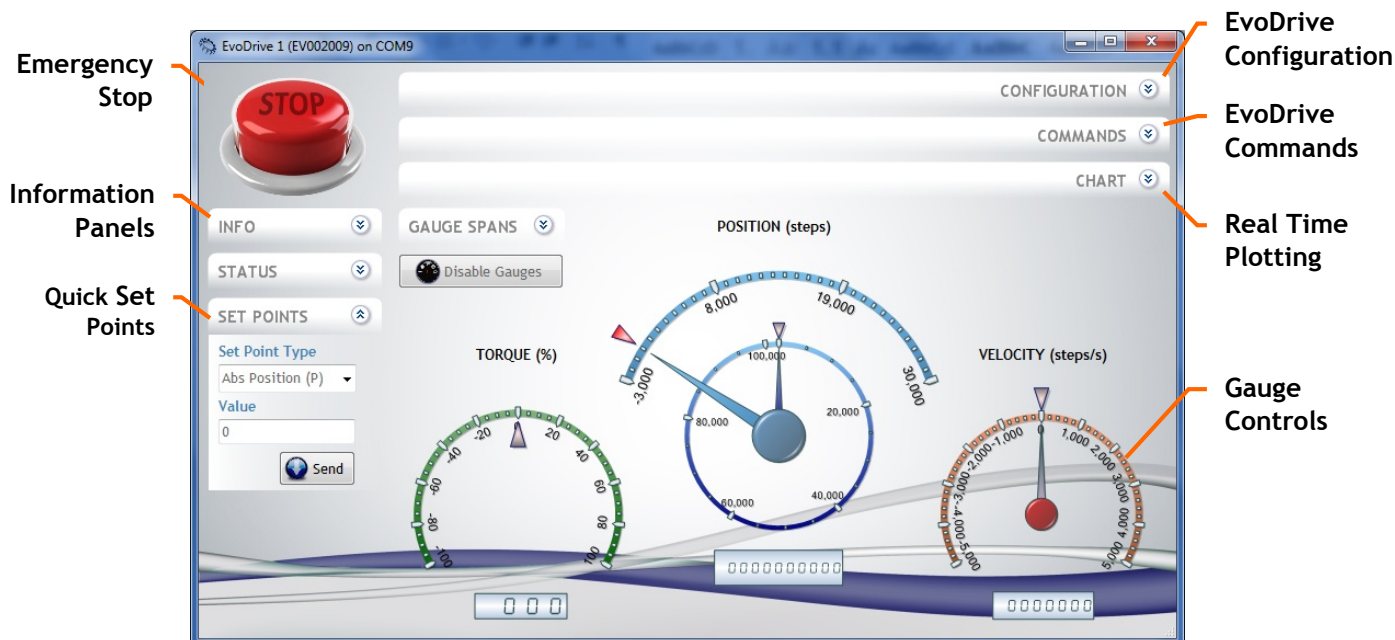 EvoDrive
Configuration
EvoDrive 1 (EV002009) on COM9
Emergency
Stop
STOP
CONFIGURATION
COMMANDS
EvoDrive
Commands
CHART
Information
Panels
INFO
GAUGE SPANS
POSITION (steps)
Real Time
Plotting
STATUS
Disable Gauges
Quick Set
Points
SET POINTS
Set Point Type
Abs Position (P)
Value
0
Send
TORQUE (%)
-100
-80
-60
-40
-20
20
40
60
80
100
000
-3,000
8,000
19,000
30,000
100,000
20,000
40,000
60,000
80,000
0000000000
VELOCITY (steps/s)
-5,000
-4,000
-3,000
-2,000
-1,000
0
1,000
2,000
3,000
4,000
5,000
0000000
Gauge
Controls